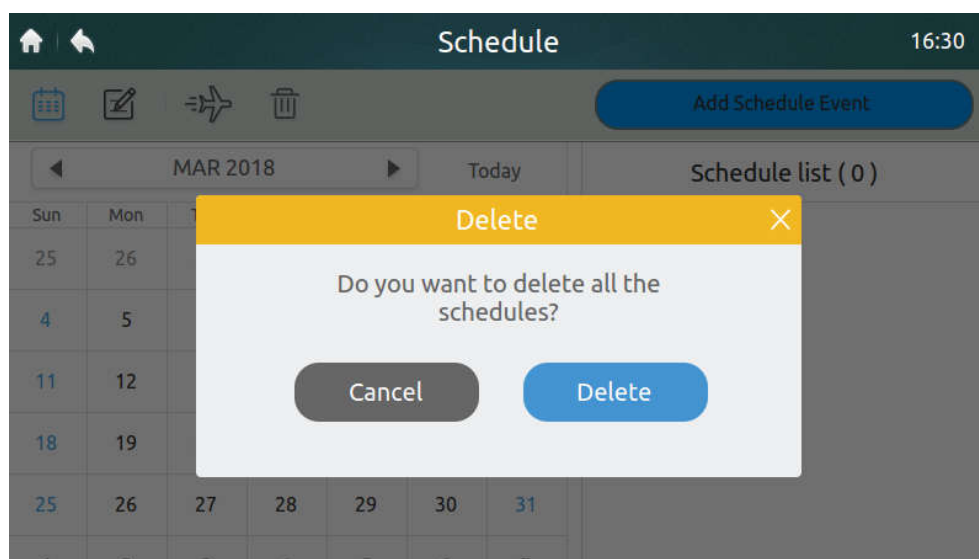 Schedule
16:30
Add Schedule Event
MAR 2018
Today
Schedule list ( 0 )
Sun Mon
25 26
4 5
11 12
18 19
25 26 27 28 29 30 31
Delete
Do you want to delete all the
schedules?
Cancel Delete